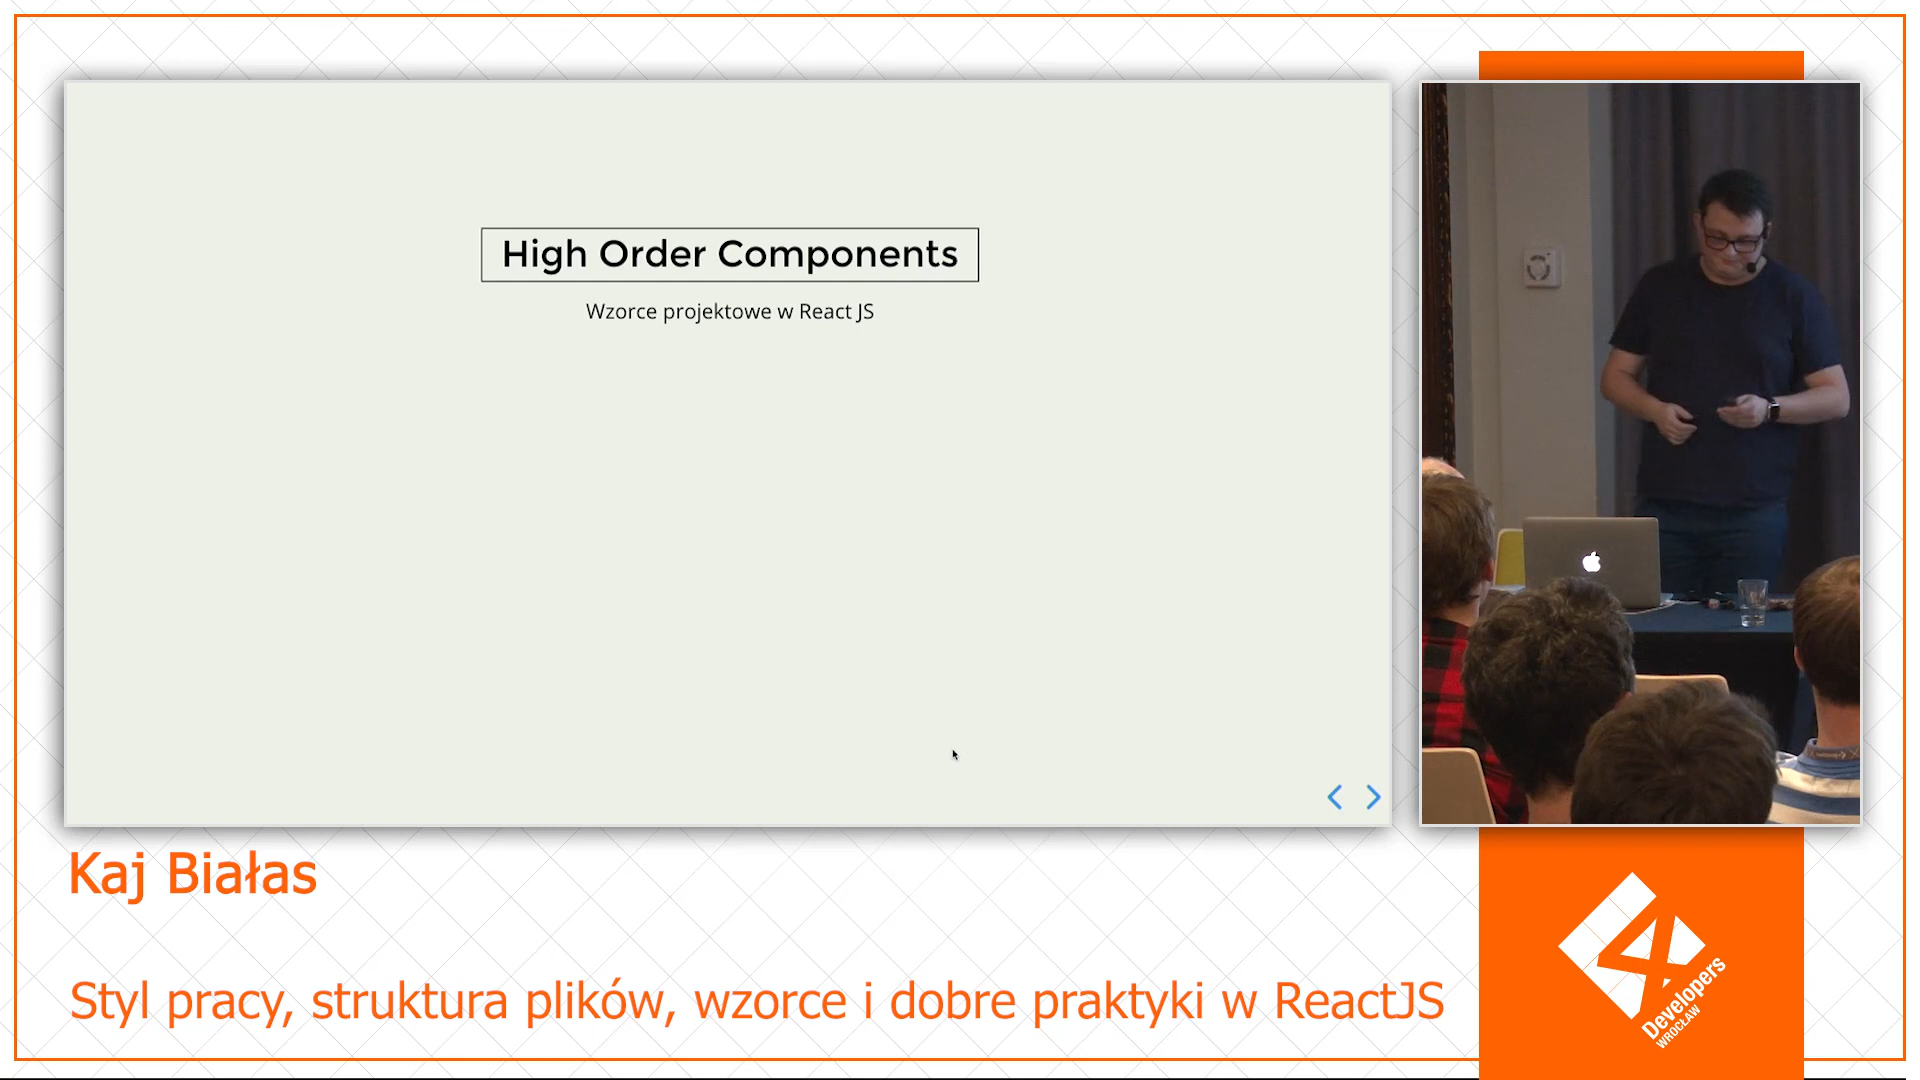 High Order Components
Wzorce projektowe w React JS
Kaj Białas
Styl pracy, struktura plików, wzorce i dobre praktyki w ReactJS
4
Developers
WROCŁAW